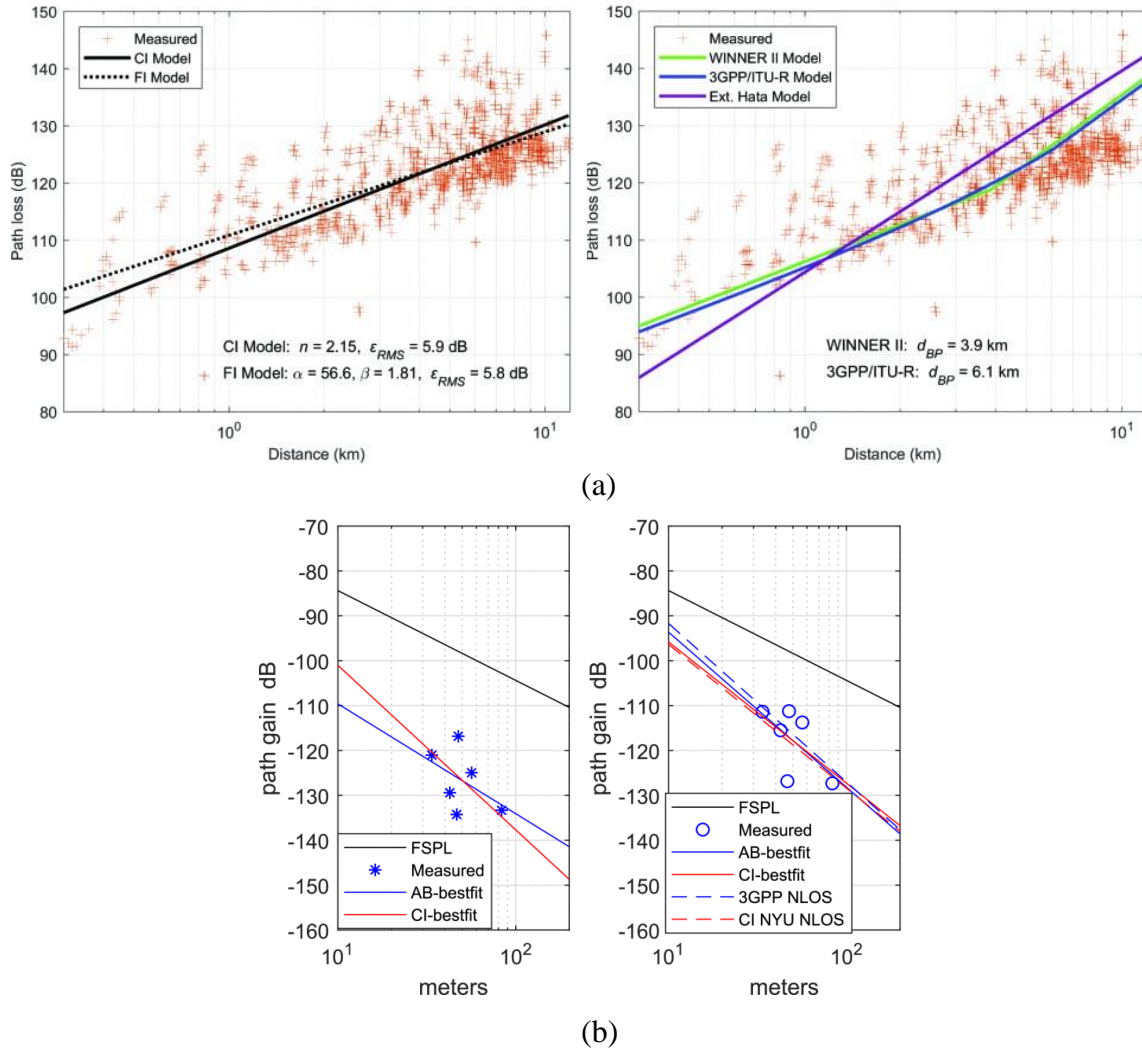 150
140
130
120
110
100
90
80
Path loss (dB)
Measured
CI Model
FI Model
CI Model: n = 2.15, εRMS = 5.9 dB
FI Model: α = 56.6, β = 1.81, εRMS = 5.8 dB
10^0
10^1
Distance (km)
150
140
130
120
110
100
90
80
Path loss (dB)
Measured
WINNER II Model
3GPP/ITU-R Model
Ext. Hata Model
WINNER II: dBP = 3.9 km
3GPP/ITU-R: dBP = 6.1 km
10^0
10^1
Distance (km)
(a)
-70
-80
-90
-100
-110
-120
-130
-140
-150
-160
path gain dB
FSPL
Measured
AB-bestfit
CI-bestfit
10^1
10^2
meters
-70
-80
-90
-100
-110
-120
-130
-140
-150
-160
path gain dB
FSPL
Measured
AB-bestfit
CI-bestfit
3GPP NLOS
CI NYU NLOS
10^1
10^2
meters
(b)